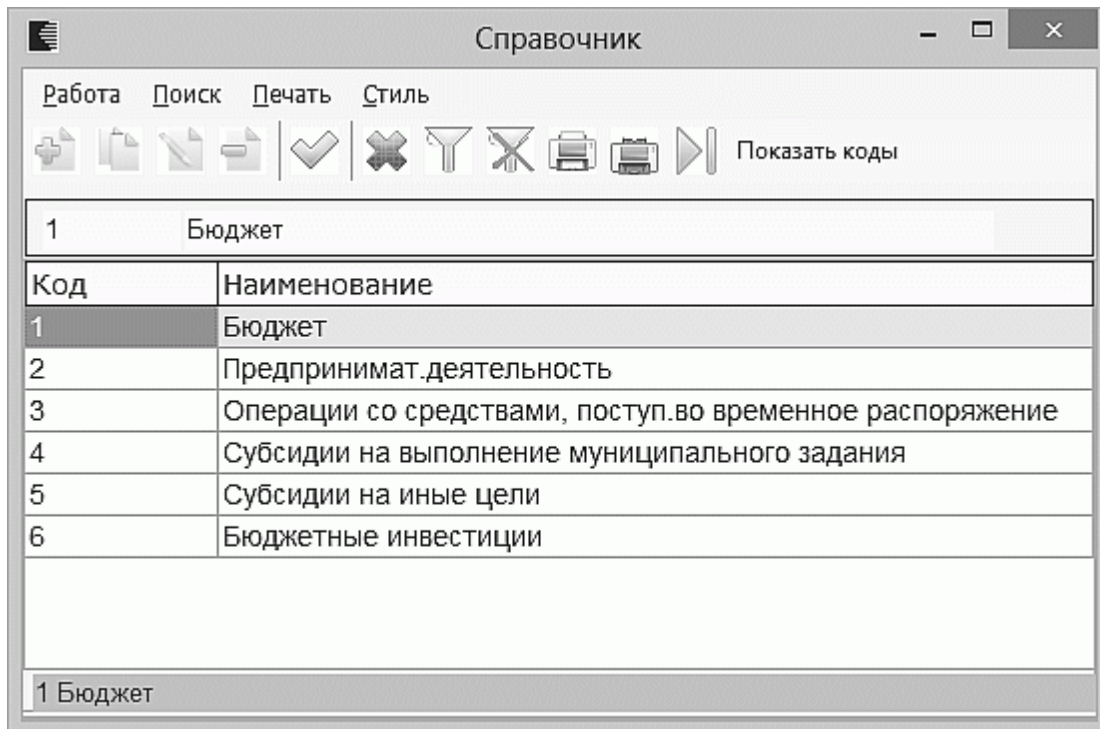 Справочник
Работа Поиск Печать Стиль
Показать коды
1 Бюджет
Код Наименование
1 Бюджет
2 Предпринимат.деятельность
3 Операции со средствами, поступ.во временное распоряжение
4 Субсидии на выполнение муниципального задания
5 Субсидии на иные цели
6 Бюджетные инвестиции
1 Бюджет